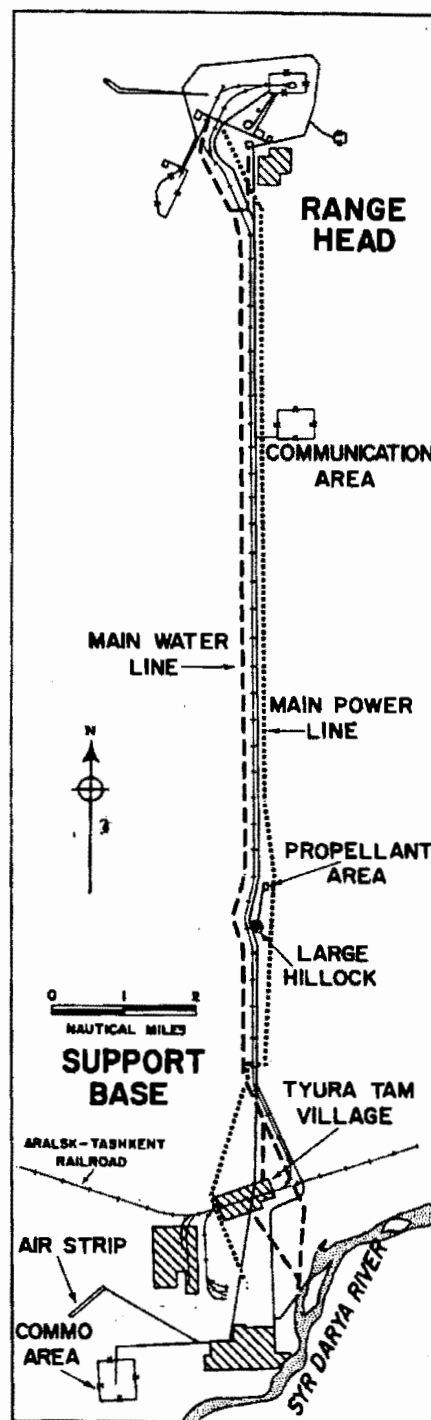 RANGE
HEAD
COMMUNICATION
AREA
MAIN WATER
LINE
MAIN POWER
LINE
N
PROPELLANT
AREA
LARGE
HILLOCK
0 1 2
NAUTICAL MILES
SUPPORT
BASE
TYURA TAM
VILLAGE
ARALSK-TASHKENT
RAILROAD
AIR STRIP
COMMO
AREA
SYR DARYA RIVER